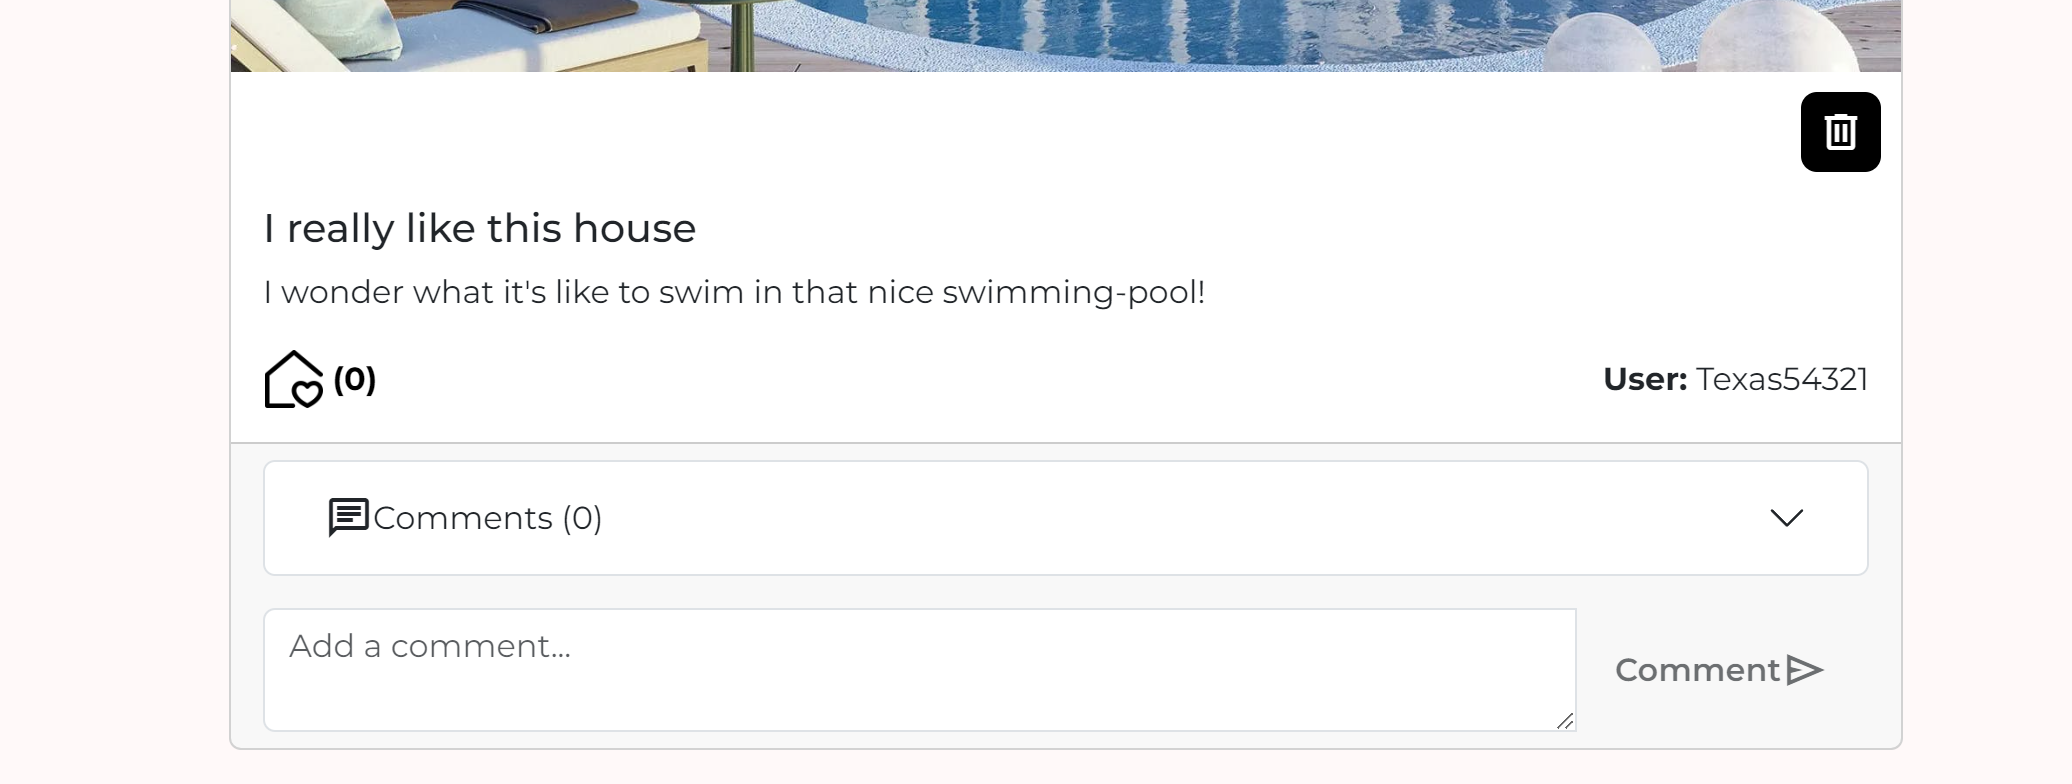 I really like this house
I wonder what it's like to swim in that nice swimming-pool!
(0)
User: Texas54321
Comments (0)
Add a comment...
Comment